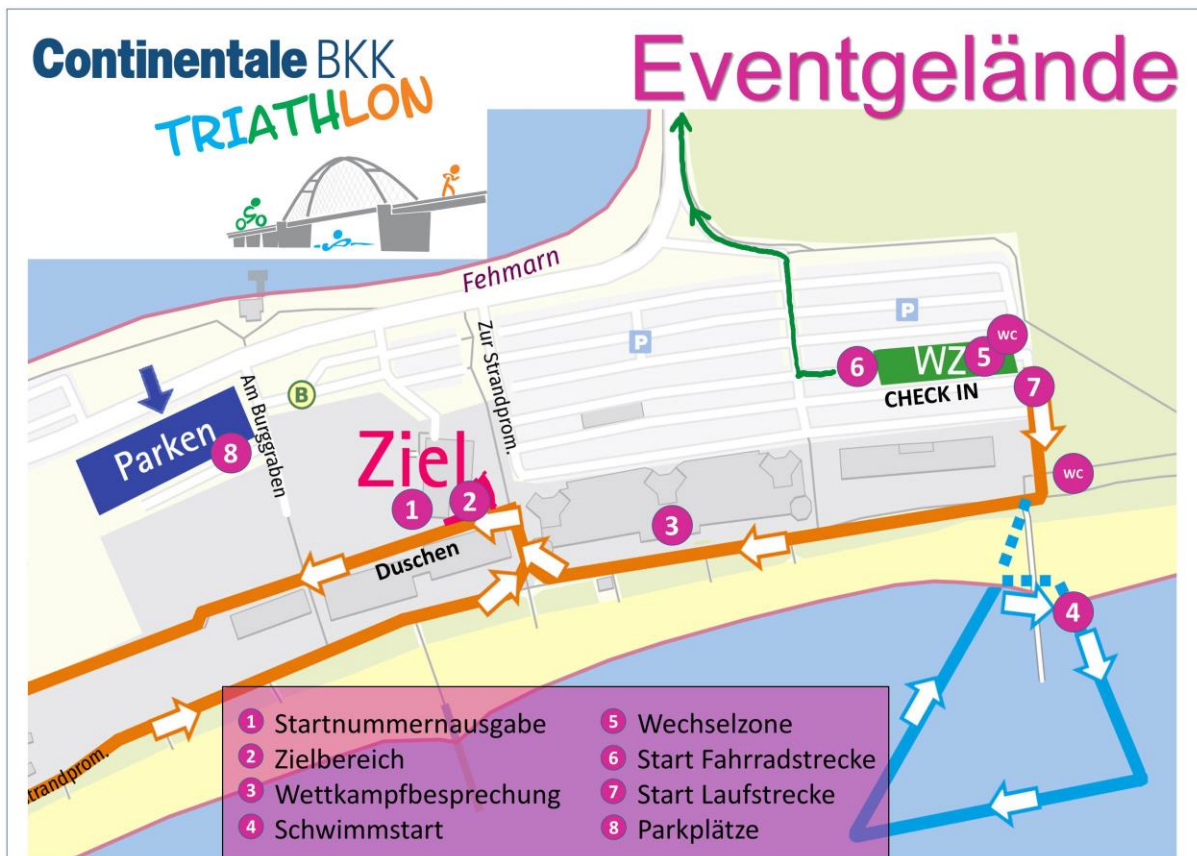 Continentale BKK
TRIATHLON
Eventgelände
Fehmarn
Zur Strandprom.
Am Burggraben
P
P
B
Parken
8
Ziel
1
2
3
Duschen
6
WZ
5
WC
CHECK IN
7
WC
4
Strandprom.
1 Startnummernausgabe
2 Zielbereich
3 Wettkampfbesprechung
4 Schwimmstart
5 Wechselzone
6 Start Fahrradstrecke
7 Start Laufstrecke
8 Parkplätze